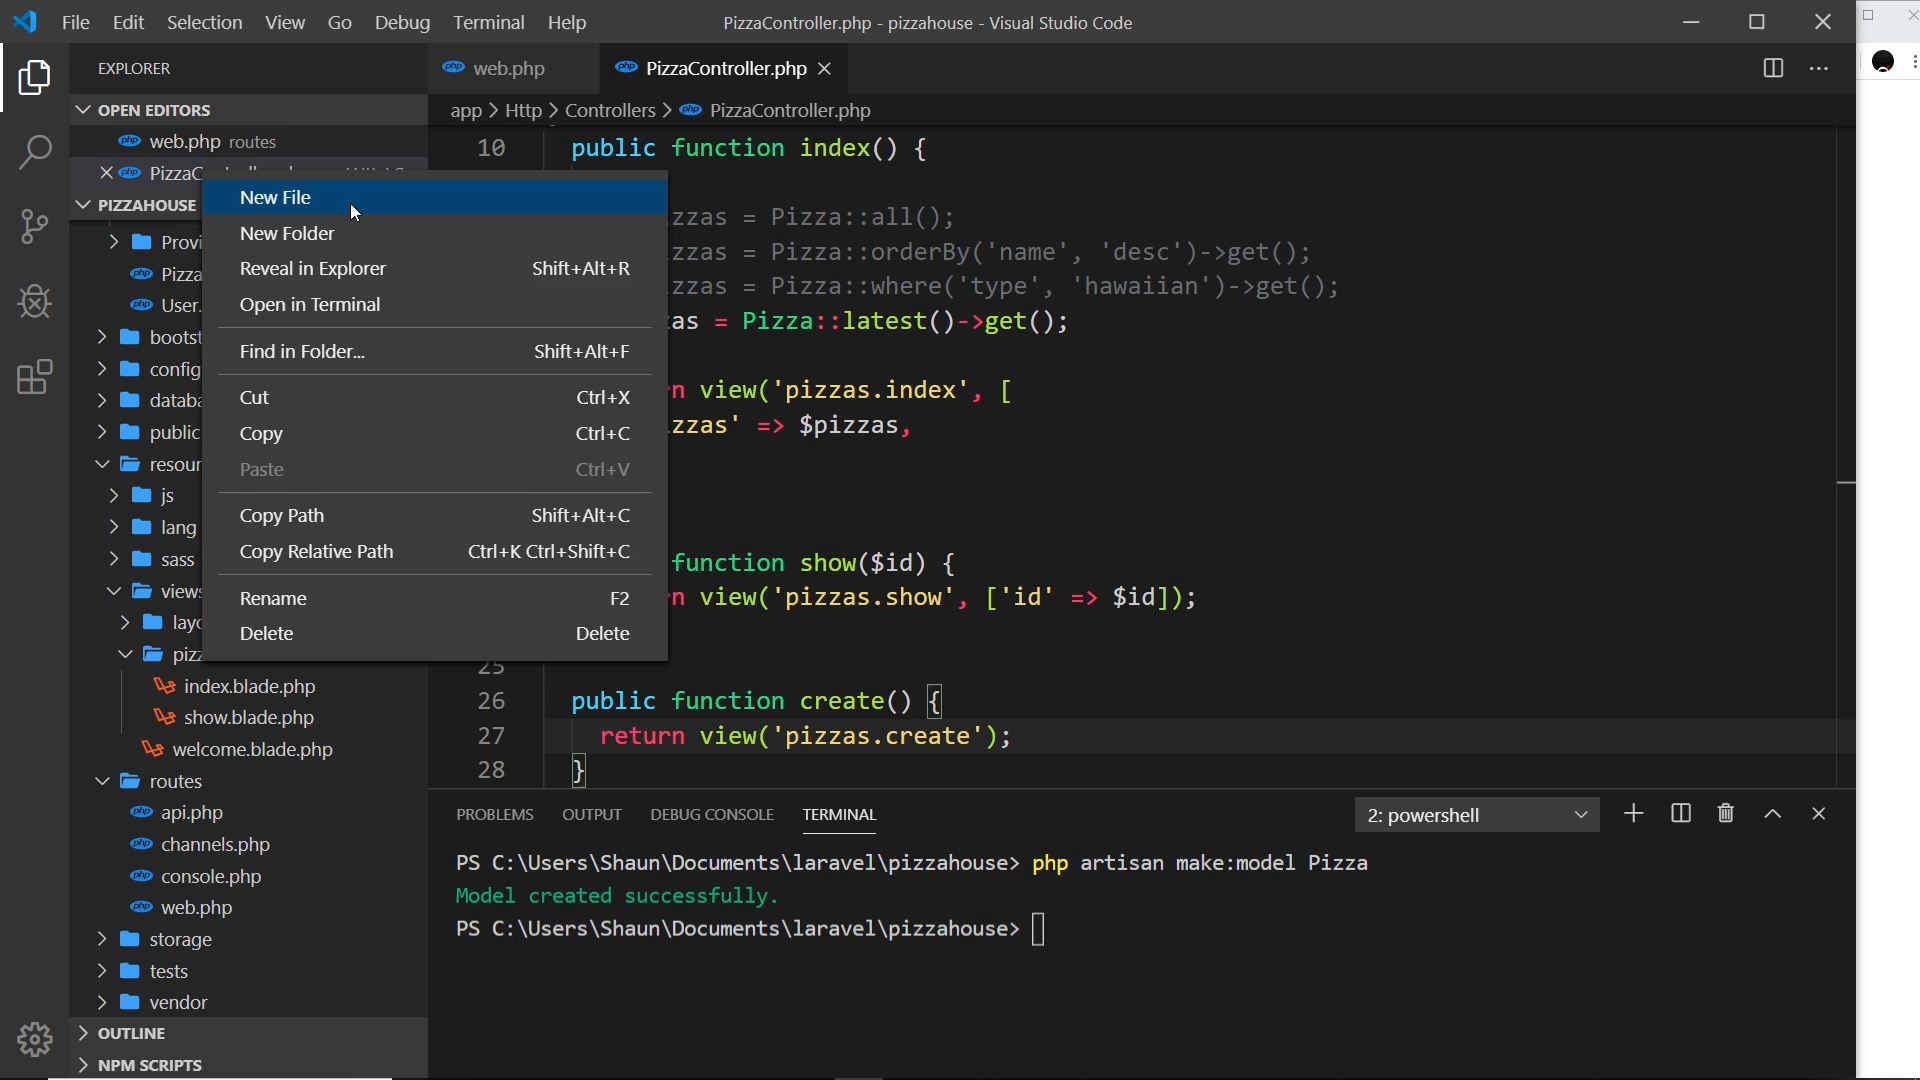 File Edit Selection View Go Debug Terminal Help
PizzaController.php - pizzahouse - Visual Studio Code
EXPLORER
OPEN EDITORS
web.php routes
PizzaC
PIZZAHOUSE
Provi
Pizza
User.
bootst
config
databa
public
resour
js
lang
sass
views
layo
pizz
index.blade.php
show.blade.php
welcome.blade.php
routes
api.php
channels.php
console.php
web.php
storage
tests
vendor
OUTLINE
NPM SCRIPTS
New File
New Folder
Reveal in Explorer Shift+Alt+R
Open in Terminal
Find in Folder... Shift+Alt+F
Cut Ctrl+X
Copy Ctrl+C
Paste Ctrl+V
Copy Path Shift+Alt+C
Copy Relative Path Ctrl+K Ctrl+Shift+C
Rename F2
Delete Delete
web.php
PizzaController.php
app > Http > Controllers > PizzaController.php
10 public function index() {
zzas = Pizza::all();
zzas = Pizza::orderBy('name', 'desc')->get();
zzas = Pizza::where('type', 'hawaiian')->get();
as = Pizza::latest()->get();
n view('pizzas.index', [
zzas' => $pizzas,
function show($id) {
n view('pizzas.show', ['id' => $id]);
25
26 public function create() {
27 return view('pizzas.create');
28 }
PROBLEMS OUTPUT DEBUG CONSOLE TERMINAL
2: powershell
PS C:\Users\Shaun\Documents\laravel\pizzahouse> php artisan make:model Pizza
Model created successfully.
PS C:\Users\Shaun\Documents\laravel\pizzahouse>